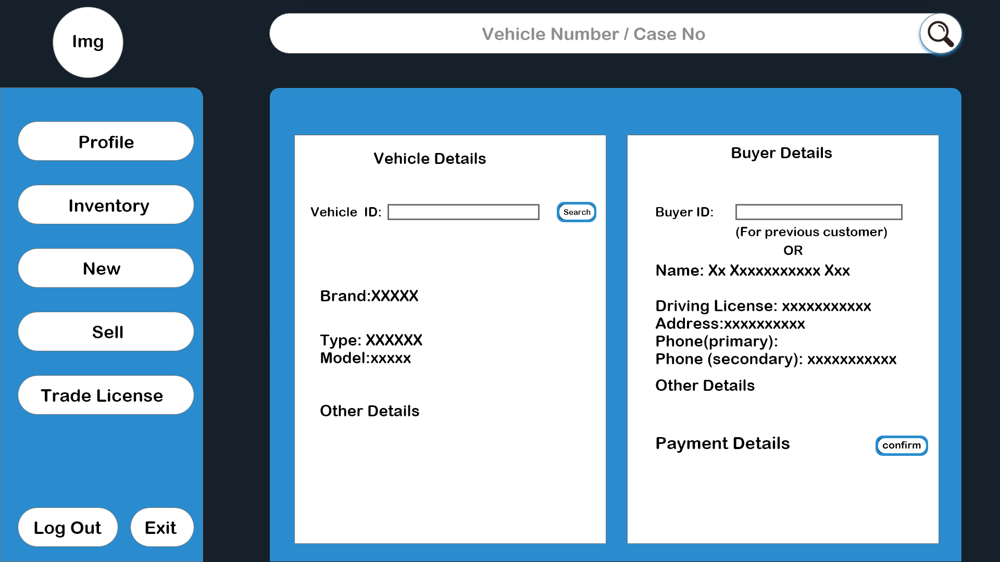 Img
Vehicle Number / Case No
Profile
Inventory
New
Sell
Trade License
Log Out
Exit
Vehicle Details
Vehicle ID:
Search
Brand:XXXXX
Type: XXXXXX
Model:xxxxx
Other Details
Buyer Details
Buyer ID:
(For previous customer)
OR
Name: Xx Xxxxxxxxxxx Xxx
Driving License: xxxxxxxxxxx
Address:xxxxxxxxxx
Phone(primary):
Phone (secondary): xxxxxxxxxxx
Other Details
Payment Details
confirm